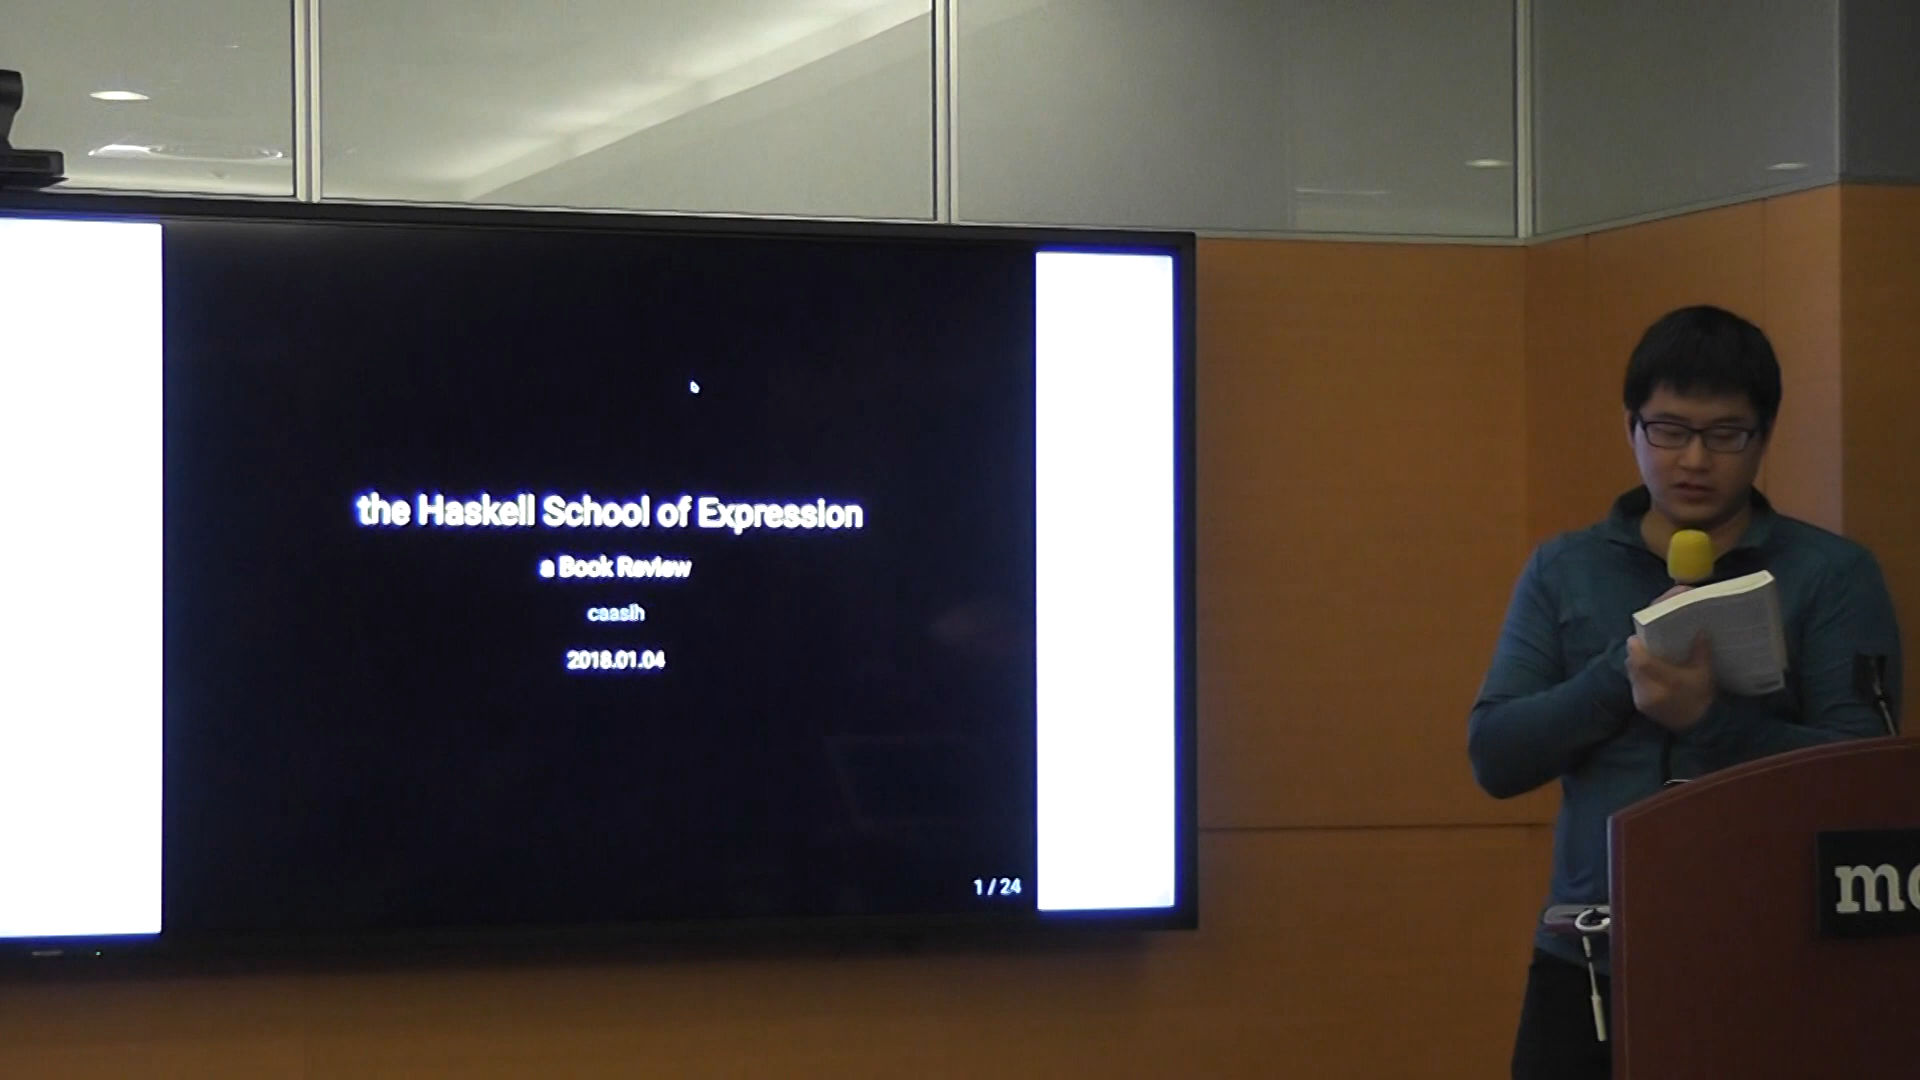 the Haskell School of Expression
a Book Review
caasih
2018.01.04
1 / 24
mo